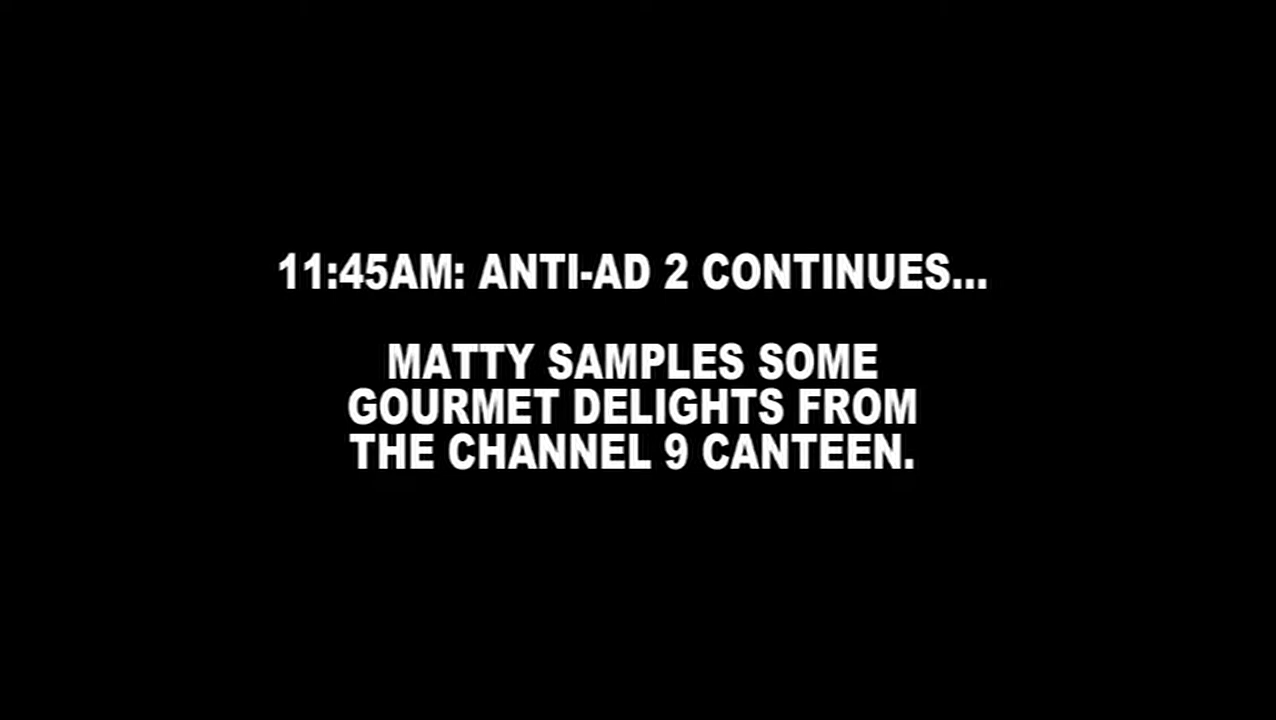 11:45AM: ANTI-AD 2 CONTINUES...
MATTY SAMPLES SOME
GOURMET DELIGHTS FROM
THE CHANNEL 9 CANTEEN.